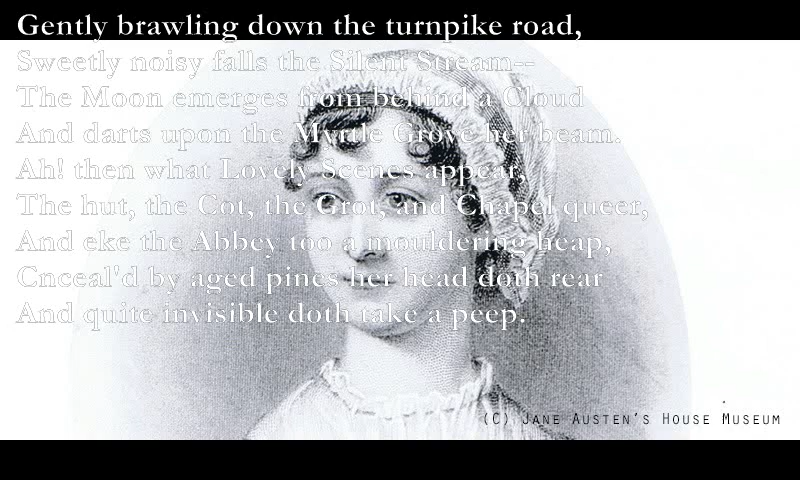 Gently brawling down the turnpike road,
Sweetly noisy falls the Silent Stream--
The Moon emerges from behind a Cloud
And darts upon the Myrtle Grove her beam.
Ah! then what Lovely Scenes appear,
The hut, the Cot, the Grot, and Chapel queer,
And eke the Abbey too a mouldering heap,
Cnceal'd by aged pines her head doth rear
And quite invisible doth take a peep.
(C) Jane Austen's House Museum